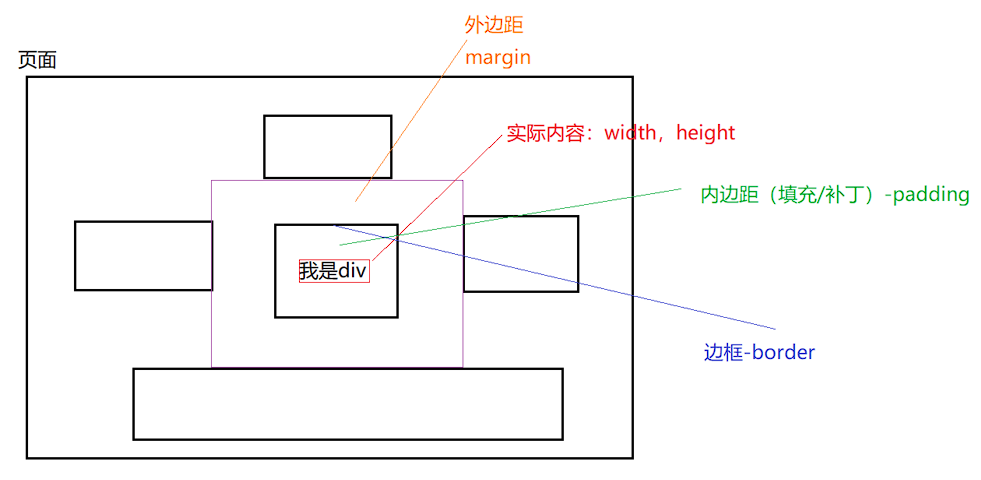 外边距
margin
页面
实际内容：width，height
内边距（填充/补丁）-padding
我是div
边框-border